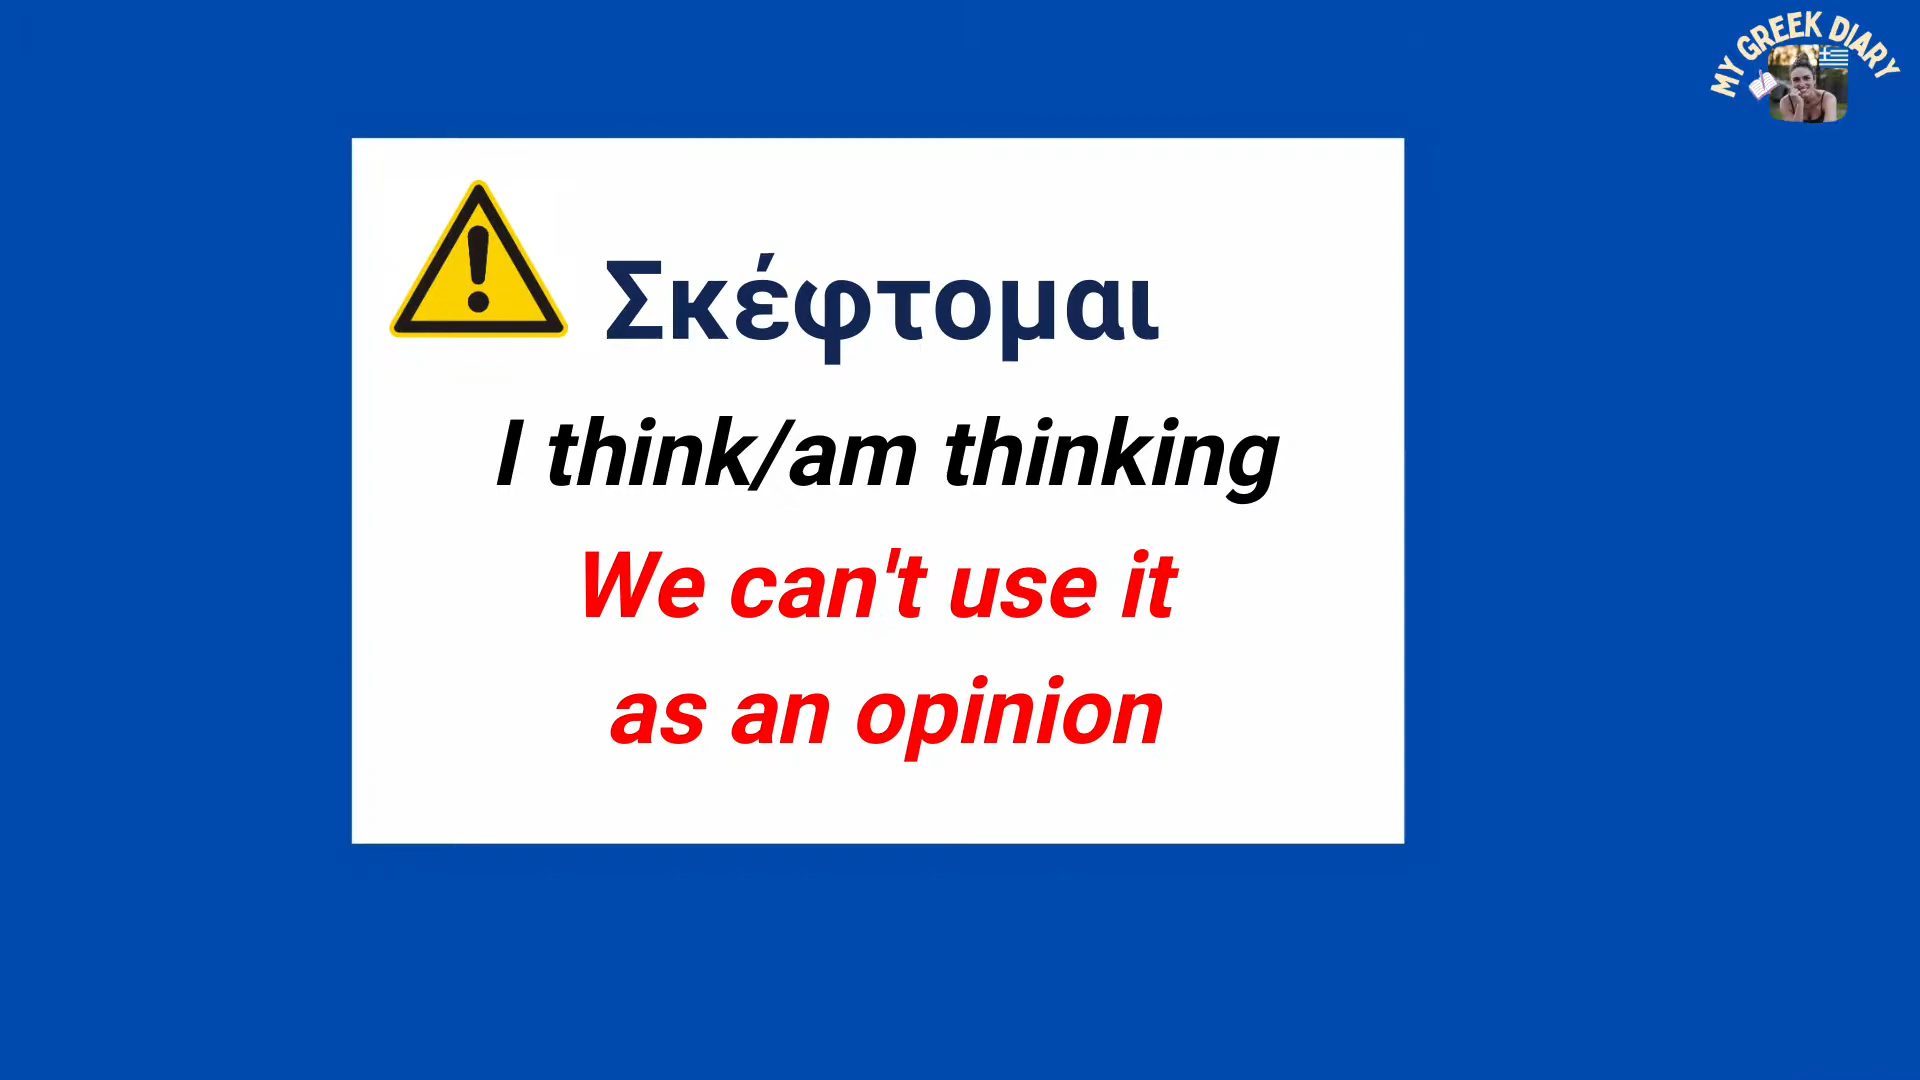 MY GREEK DIARY
Σκέφτομαι
I think/am thinking
We can't use it
as an opinion